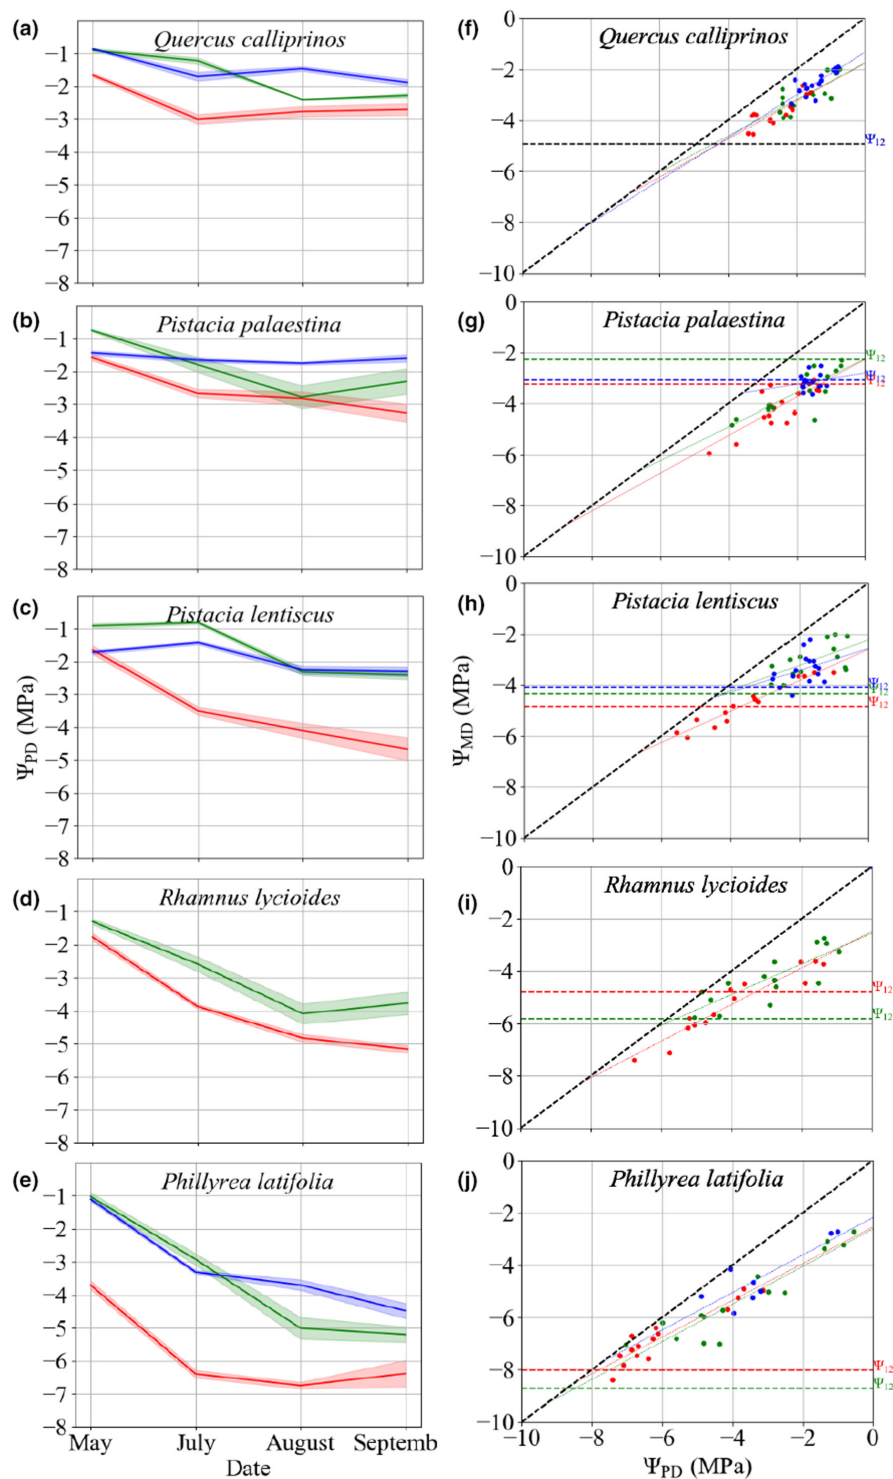 (a)
Quercus calliprinos
−1
−2
−3
−4
−5
−6
−7
−8
(b)
Pistacia palaestina
−1
−2
−3
−4
−5
−6
−7
−8
(c)
Pistacia lentiscus
−1
−2
−3
−4
−5
−6
−7
−8
Ψ_PD (MPa)
(d)
Rhamnus lycioides
−1
−2
−3
−4
−5
−6
−7
−8
(e)
Phillyrea latifolia
−1
−2
−3
−4
−5
−6
−7
−8
May July August Septemb
Date
(f)
Quercus calliprinos
0
−2
−4
−6
−8
−10
Ψ12
(g)
Pistacia palaestina
0
−2
−4
−6
−8
−10
Ψ12
Ψ12
Ψ12
(h)
Pistacia lentiscus
0
−2
−4
−6
−8
−10
Ψ12
Ψ12
Ψ12
Ψ_MD (MPa)
(i)
Rhamnus lycioides
0
−2
−4
−6
−8
−10
Ψ12
Ψ12
(j)
Phillyrea latifolia
0
−2
−4
−6
−8
−10
Ψ12
Ψ12
−10 −8 −6 −4 −2 0
Ψ_PD (MPa)